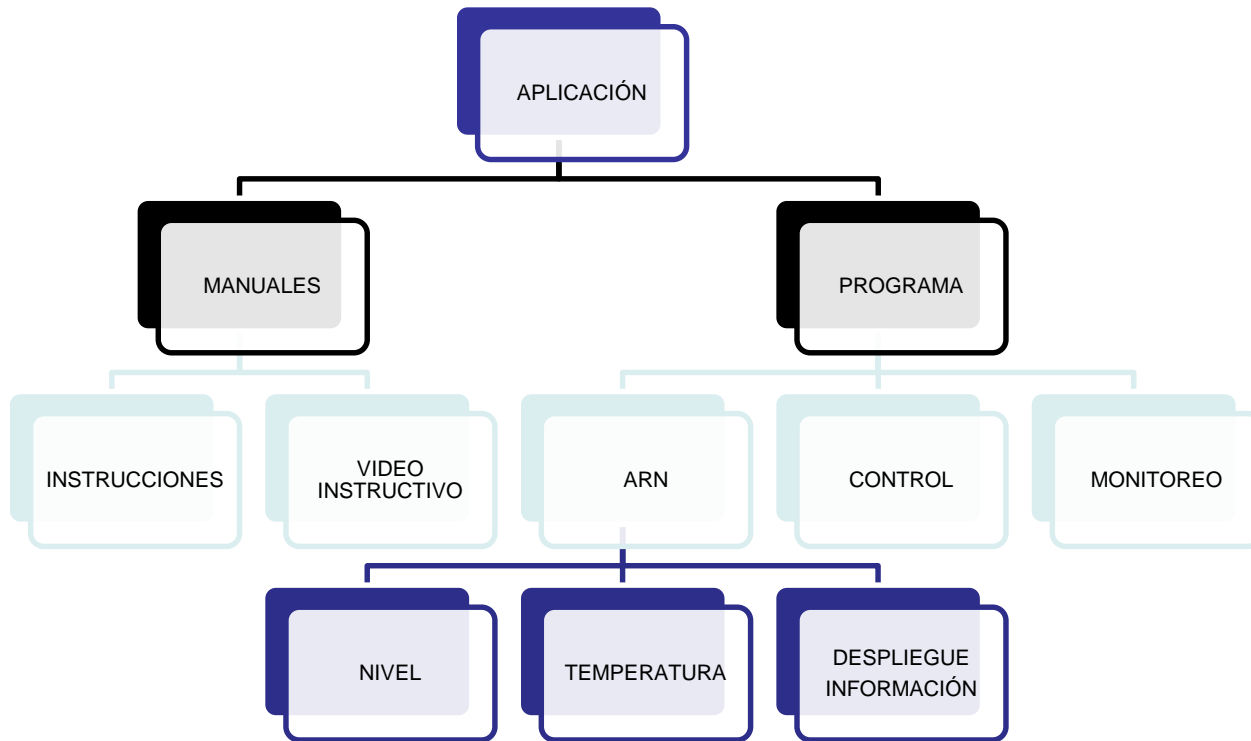 APLICACIÓN
MANUALES
PROGRAMA
INSTRUCCIONES
VIDEO
INSTRUCTIVO
ARN
CONTROL
MONITOREO
NIVEL
TEMPERATURA
DESPLIEGUE
INFORMACIÓN